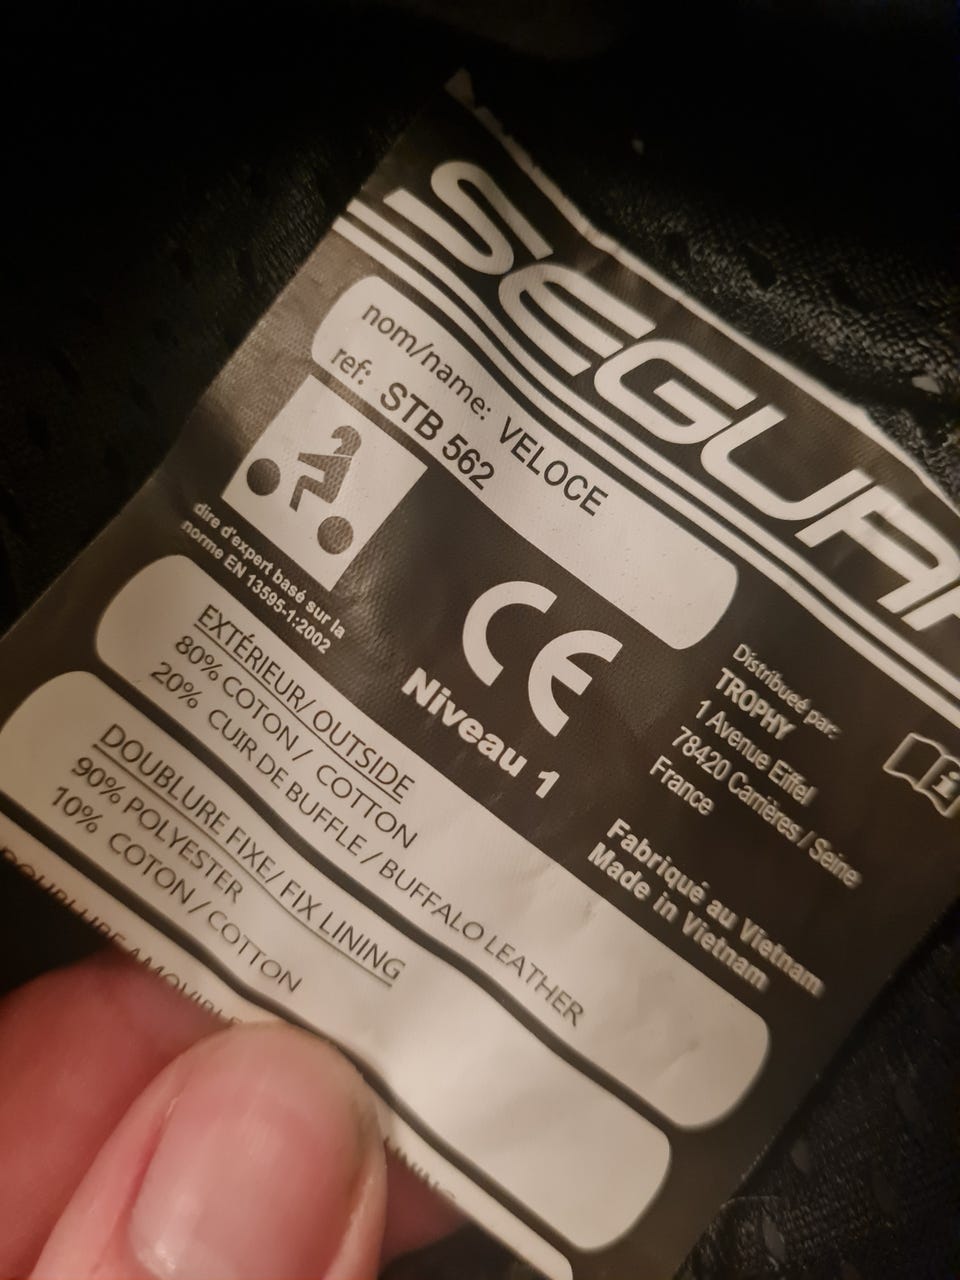 SEGURA
nom/name: VELOCE
ref: STB 562
dire d'expert basé sur la
norme EN 13595-1:2002
CE
Niveau 1
Distribueé par:
TROPHY
1 Avenue Eiffel
78420 Carrières / Seine
France
Fabriqué au Vietnam
Made in Vietnam
EXTÉRIEUR/ OUTSIDE
80% COTON / COTTON
20% CUIR DE BUFFLE / BUFFALO LEATHER
DOUBLURE FIXE/ FIX LINING
90% POLYESTER
10% COTON / COTTON
DOUBLURE AMOVIBLE